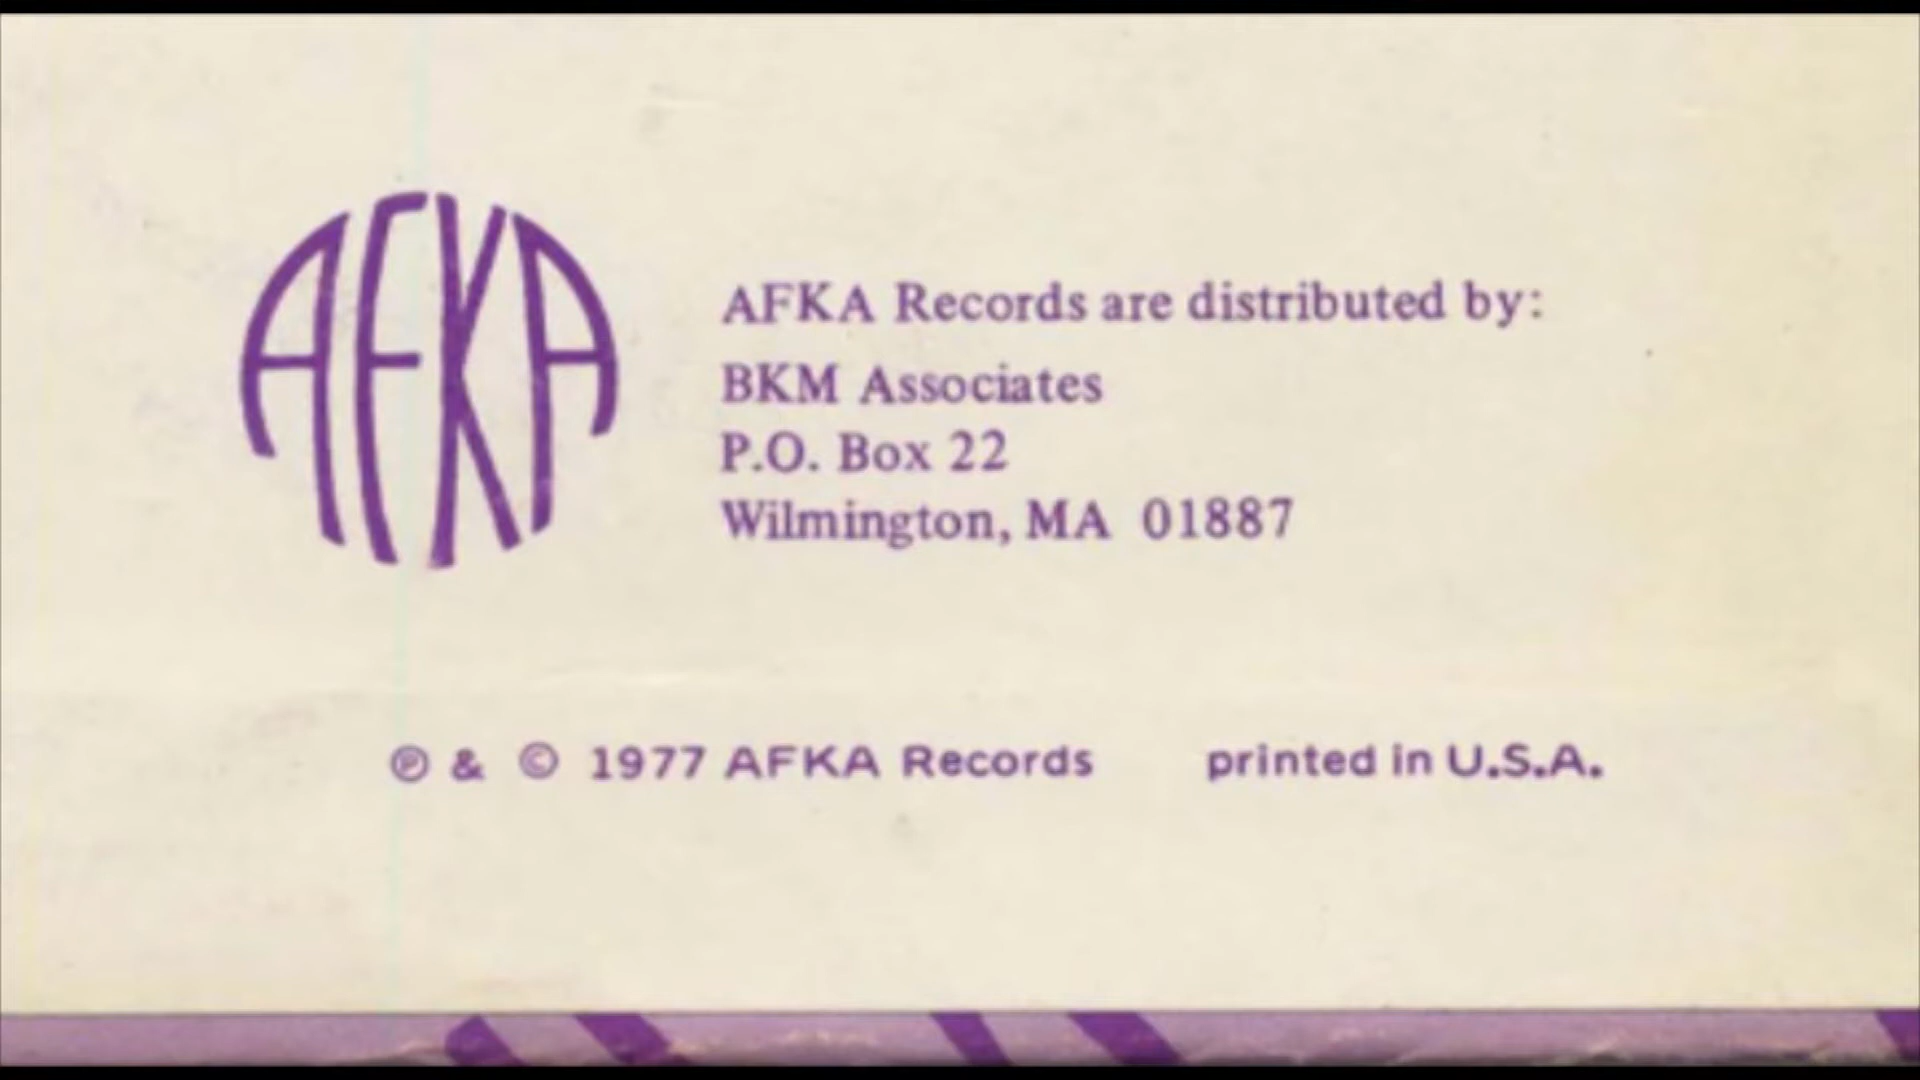 AFKA
AFKA Records are distributed by:
BKM Associates
P.O. Box 22
Wilmington, MA 01887
℗ & © 1977 AFKA Records printed in U.S.A.